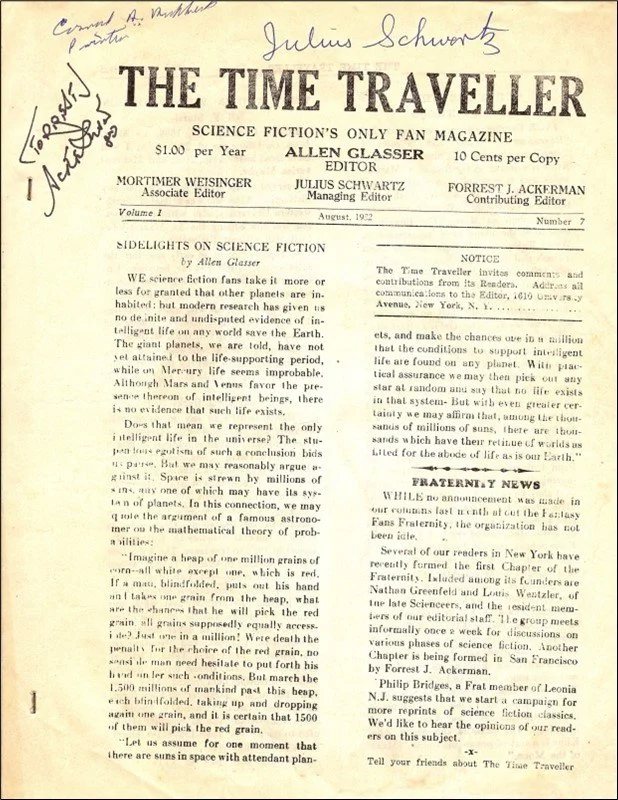 Conrad
Printer
Julius Schwartz
THE TIME TRAVELLER
SCIENCE FICTION'S ONLY FAN MAGAZINE
$1.00 per Year ALLEN GLASSER 10 Cents per Copy
EDITOR
MORTIMER WEISINGER JULIUS SCHWARTZ FORREST J. ACKERMAN
Associate Editor Managing Editor Contributing Editor
Volume I August, 1932 Number 7
SIDELIGHTS ON SCIENCE FICTION
by Allen Glasser
WE science fiction fans take it more or
less for granted that other planets are in-
habited; but modern research has given us
no definite and undisputed evidence of in-
telligent life on any world save the Earth.
The giant planets, we are told, have not
yet attained to the life-supporting period,
while on Mercury life seems improbable.
Although Mars and Venus favor the pre-
sence thereon of intelligent beings, there
is no evidence that such life exists.
Does that mean we represent the only
intelligent life in the universe? The stu-
pendous egotism of such a conclusion bids
us pause. But we may reasonably argue a-
gainst it. Space is strewn by millions of
suns, any one of which may have its sys-
tem of planets. In this connection, we may
quote the argument of a famous astrono-
mer on the mathematical theory of prob-
abilities:
"Imagine a heap of one million grains of
corn--all white except one, which is red.
If a man, blindfolded, puts out his hand
and takes one grain from the heap, what
are the chances that he will pick the red
grain, all grains supposedly equally access-
ible? Just one in a million! Were death the
penalty for the choice of the red grain, no
sensible man need hesitate to put forth his
hand under such conditions. But march the
1,500 millions of mankind past this heap,
each blindfolded, taking up and dropping
again one grain, and it is certain that 1500
of them will pick the red grain.
"Let us assume for one moment that
there are suns in space with attendant plan-
NOTICE
The Time Traveller invites comments and
contributions from its Readers. Address all
communications to the Editor, 1610 University
Avenue, New York, N. Y. ... ......... ....
ets, and make the chances one in a million
that the conditions to support intelligent
life are found on any planet. With prac-
tical assurance we may then pick out any
star at random and say that no life exists
in that system- But with even greater cer-
tainty we may affirm that, among the thou-
sands of millions of suns, there are thou-
sands which have their retinue of worlds as
fitted for the abode of life as is our Earth."
FRATERNITY NEWS
WHILE no announcement was made in
our columns last month about the Fantasy
Fans Fraternity, the organization has not
been idle.
Several of our readers in New York have
recently formed the first Chapter of the
Fraternity. Isluded among its founders are
Nathan Greenfeld and Louis Wentzler, of
the late Sciencers, and the resident mem-
bers of our editorial staff. The group meets
informally once a week for discussions on
various phases of science fiction. Another
Chapter is being formed in San Francisco
by Forrest J. Ackerman.
Philip Bridges, a Frat member of Leonia
N.J. suggests that we start a campaign for
more reprints of science fiction classics.
We'd like to hear the opinions of our read-
ers on this subject.
-x-
Tell your friends about The Time Traveller